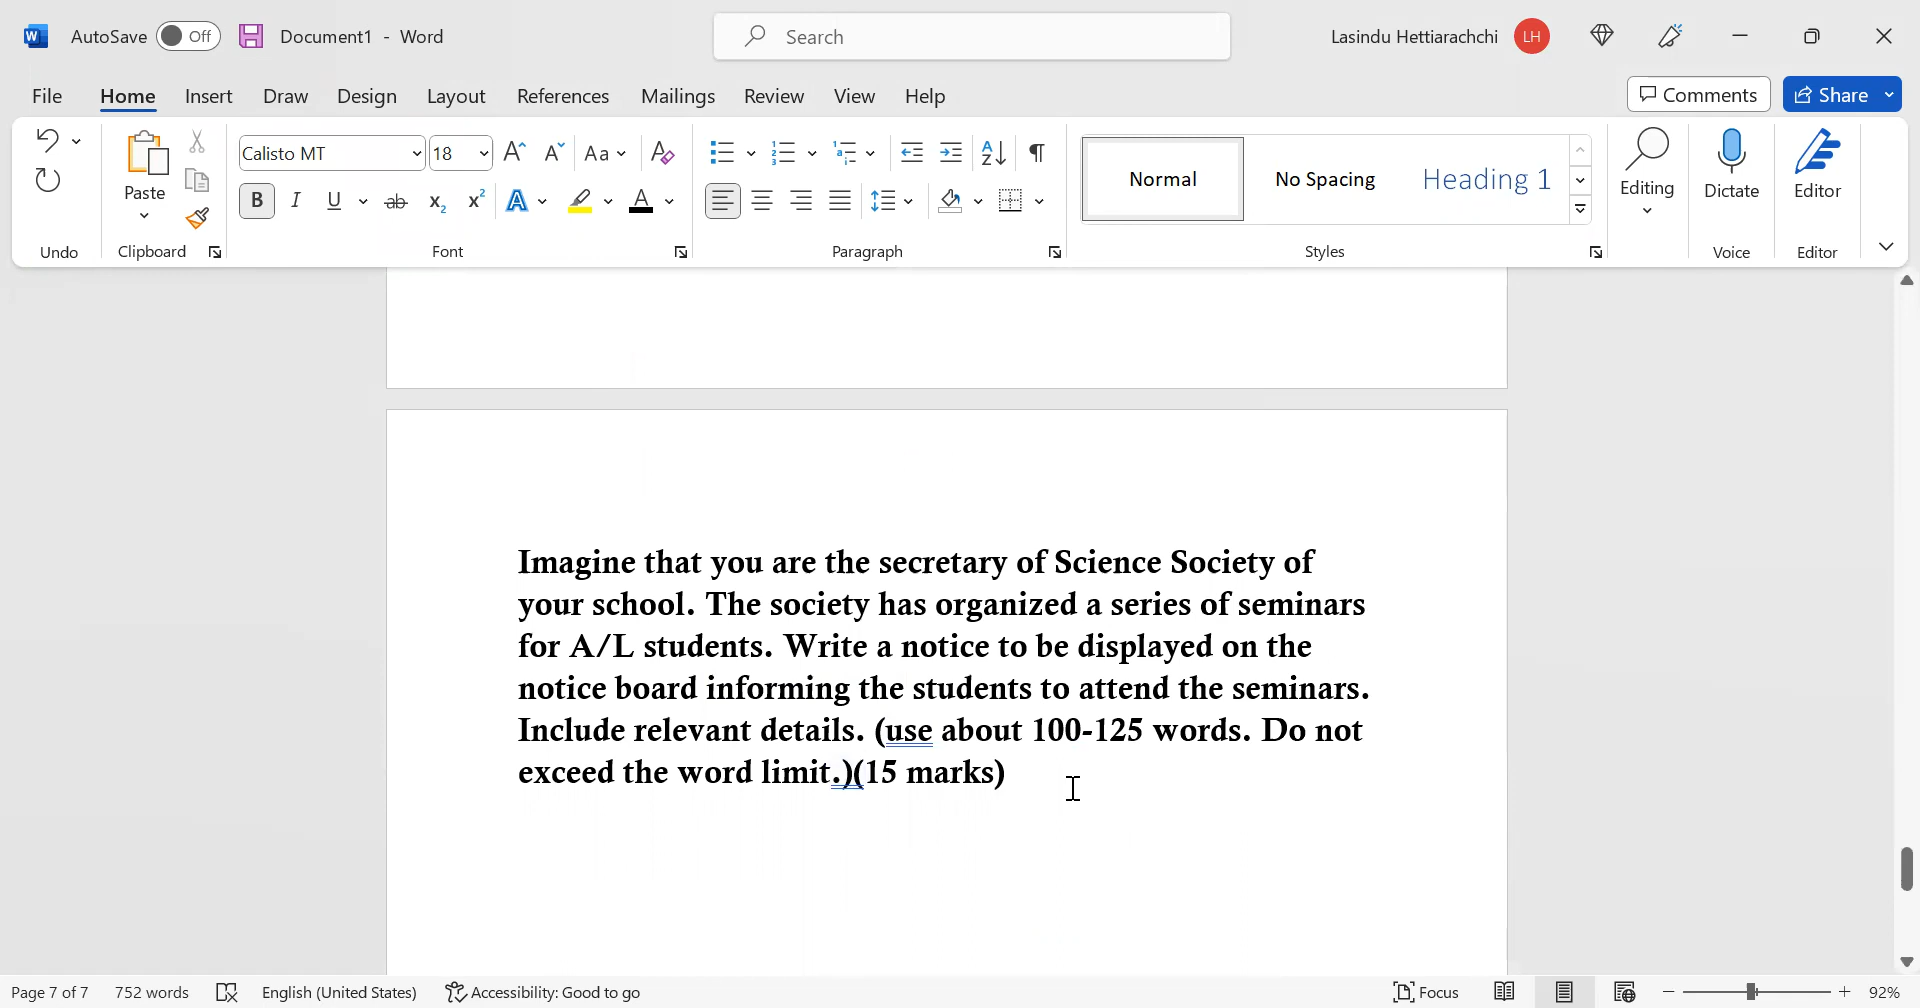 AutoSave Off Document1 - Word Search Lasindu Hettiarachchi LH
File Home Insert Draw Design Layout References Mailings Review View Help Comments Share
Calisto MT 18 Aa Normal No Spacing Heading 1
Paste Editing Dictate Editor
Undo Clipboard Font Paragraph Styles Voice Editor
Imagine that you are the secretary of Science Society of
your school. The society has organized a series of seminars
for A/L students. Write a notice to be displayed on the
notice board informing the students to attend the seminars.
Include relevant details. (use about 100-125 words. Do not
exceed the word limit.)(15 marks)
Page 7 of 7 752 words English (United States) Accessibility: Good to go Focus 92%